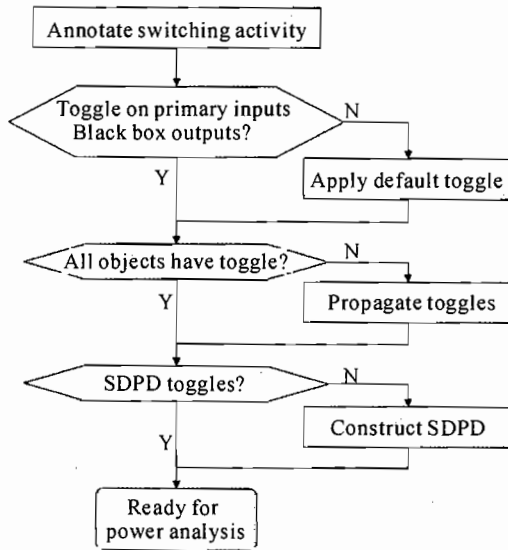 Annotate switching activity
Toggle on primary inputs
Black box outputs?
N
Y
Apply default toggle
All objects have toggle?
N
Y
Propagate toggles
SDPD toggles?
N
Y
Construct SDPD
Ready for
power analysis